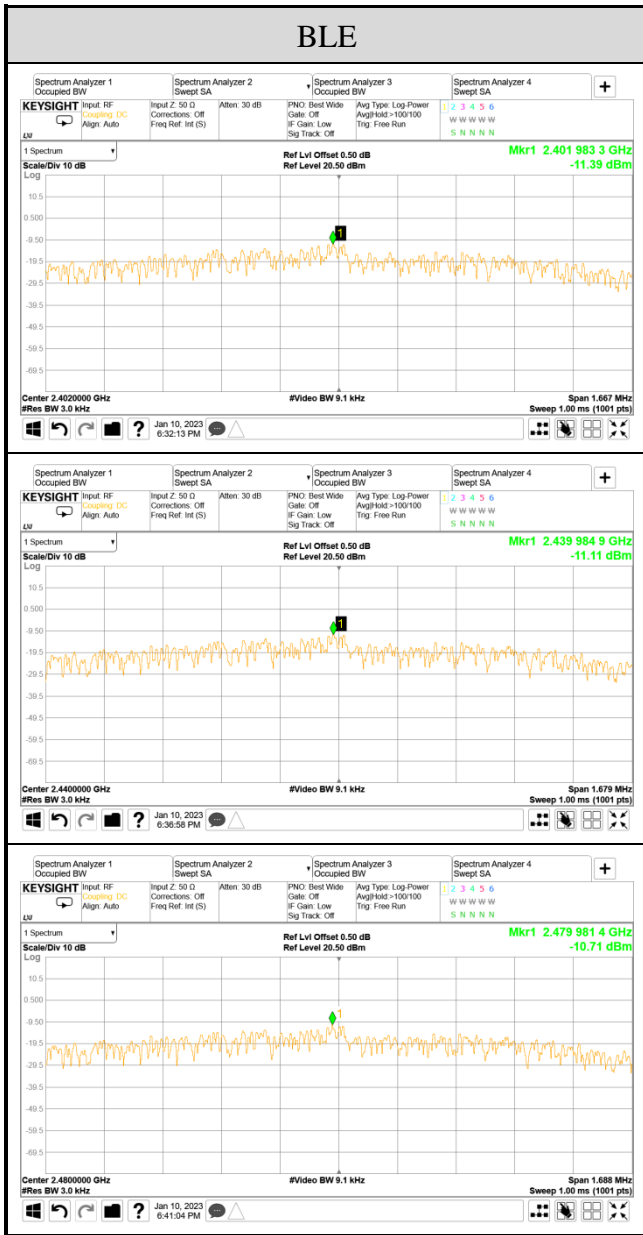 BLE
Spectrum Analyzer 1
Occupied BW
Spectrum Analyzer 2
Swept SA
Spectrum Analyzer 3
Occupied BW
Spectrum Analyzer 4
Swept SA
+
KEYSIGHT
Input: RF
Coupling: DC
Align: Auto
Input Z: 50 Ω
Corrections: Off
Freq Ref: Int (S)
Atten: 30 dB
PNO: Best Wide
Gate: Off
IF Gain: Low
Sig Track: Off
Avg Type: Log-Power
Avg|Hold:>100/100
Trig: Free Run
1 2 3 4 5 6
W W W W W
S N N N N
1 Spectrum
Scale/Div 10 dB
Log
Ref Lvl Offset 0.50 dB
Ref Level 20.50 dBm
Mkr1 2.401 983 3 GHz
-11.39 dBm
10.5
0.500
-9.50
-19.5
-29.5
-39.5
-49.5
-59.5
-69.5
1
Center 2.4020000 GHz
#Res BW 3.0 kHz
#Video BW 9.1 kHz
Span 1.667 MHz
Sweep 1.00 ms (1001 pts)
?
Jan 10, 2023
6:32:13 PM
Spectrum Analyzer 1
Occupied BW
Spectrum Analyzer 2
Swept SA
Spectrum Analyzer 3
Occupied BW
Spectrum Analyzer 4
Swept SA
+
KEYSIGHT
Input: RF
Coupling: DC
Align: Auto
Input Z: 50 Ω
Corrections: Off
Freq Ref: Int (S)
Atten: 30 dB
PNO: Best Wide
Gate: Off
IF Gain: Low
Sig Track: Off
Avg Type: Log-Power
Avg|Hold:>100/100
Trig: Free Run
1 2 3 4 5 6
W W W W W
S N N N N
1 Spectrum
Scale/Div 10 dB
Log
Ref Lvl Offset 0.50 dB
Ref Level 20.50 dBm
Mkr1 2.439 984 9 GHz
-11.11 dBm
10.5
0.500
-9.50
-19.5
-29.5
-39.5
-49.5
-59.5
-69.5
1
Center 2.4400000 GHz
#Res BW 3.0 kHz
#Video BW 9.1 kHz
Span 1.679 MHz
Sweep 1.00 ms (1001 pts)
?
Jan 10, 2023
6:36:58 PM
Spectrum Analyzer 1
Occupied BW
Spectrum Analyzer 2
Swept SA
Spectrum Analyzer 3
Occupied BW
Spectrum Analyzer 4
Swept SA
+
KEYSIGHT
Input: RF
Coupling: DC
Align: Auto
Input Z: 50 Ω
Corrections: Off
Freq Ref: Int (S)
Atten: 30 dB
PNO: Best Wide
Gate: Off
IF Gain: Low
Sig Track: Off
Avg Type: Log-Power
Avg|Hold:>100/100
Trig: Free Run
1 2 3 4 5 6
W W W W W
S N N N N
1 Spectrum
Scale/Div 10 dB
Log
Ref Lvl Offset 0.50 dB
Ref Level 20.50 dBm
Mkr1 2.479 981 4 GHz
-10.71 dBm
10.5
0.500
-9.50
-19.5
-29.5
-39.5
-49.5
-59.5
-69.5
1
Center 2.4800000 GHz
#Res BW 3.0 kHz
#Video BW 9.1 kHz
Span 1.688 MHz
Sweep 1.00 ms (1001 pts)
?
Jan 10, 2023
6:41:04 PM